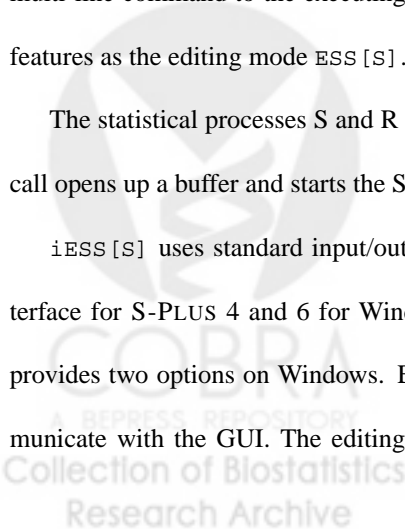 multi-line command to the executing
features as the editing mode ESS[S].
The statistical processes S and R
call opens up a buffer and starts the S
iESS[S] uses standard input/out
terface for S-PLUS 4 and 6 for Win
provides two options on Windows. E
municate with the GUI. The editing
COBRA
A BEPRESS REPOSITORY
Collection of Biostatistics
Research Archive